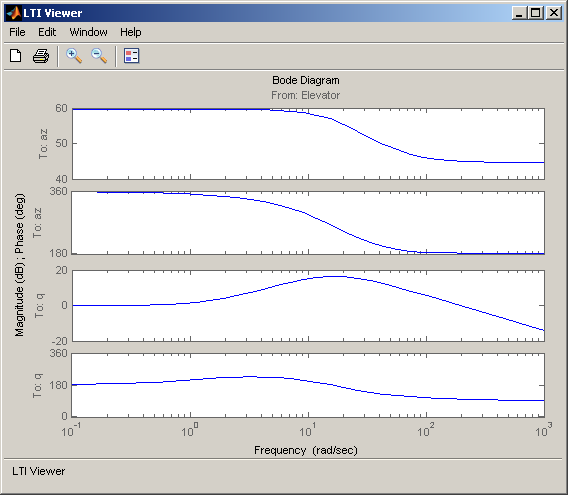 LTI Viewer
File Edit Window Help
Bode Diagram
From: Elevator
Magnitude (dB) ; Phase (deg)
To: az
60
50
40
To: az
360
180
To: q
20
0
-20
To: q
360
180
0
10^-1 10^0 10^1 10^2 10^3
Frequency (rad/sec)
LTI Viewer